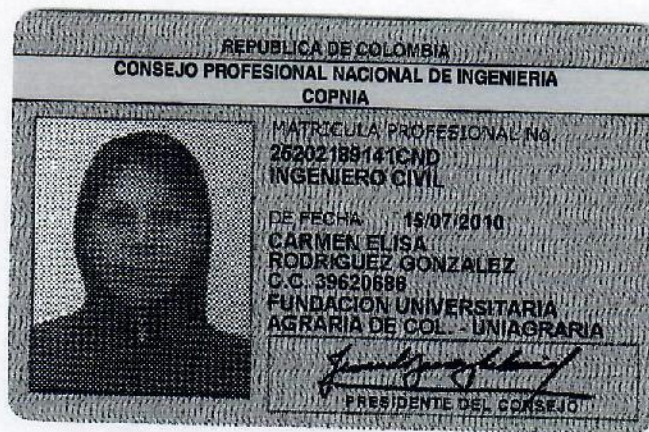 REPUBLICA DE COLOMBIA
CONSEJO PROFESIONAL NACIONAL DE INGENIERIA
COPNIA
MATRICULA PROFESIONAL No.
25202189141CND
INGENIERO CIVIL
DE FECHA 15/07/2010
CARMEN ELISA
RODRIGUEZ GONZALEZ
C.C. 39620688
FUNDACION UNIVERSITARIA
AGRARIA DE COL. - UNIAGRARIA
PRESIDENTE DEL CONSEJO